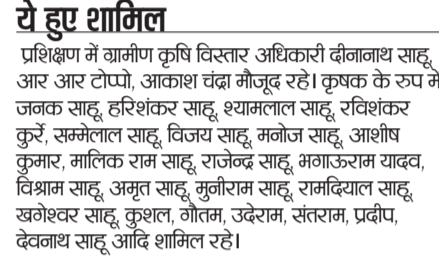 ये हुए शामिल
प्रशिक्षण में ग्रामीण कृषि विस्तार अधिकारी दीनानाथ साहू,
आर आर टोप्पो, आकाश चंद्रा मौजूद रहे। कृषक के रुप में
जनक साहू, हरिशंकर साहू, श्यामलाल साहू, रविशंकर
कुर्रे, सम्मेलाल साहू, विजय साहू, मनोज साहू, आशीष
कुमार, मालिक राम साहू, राजेन्द्र साहू, भगाऊराम यादव,
विश्राम साहू, अमृत साहू, मुनीराम साहू, रामदियाल साहू,
खगेश्वर साहू, कुशल, गौतम, उदेराम, संतराम, प्रदीप,
देवनाथ साहू आदि शामिल रहे।